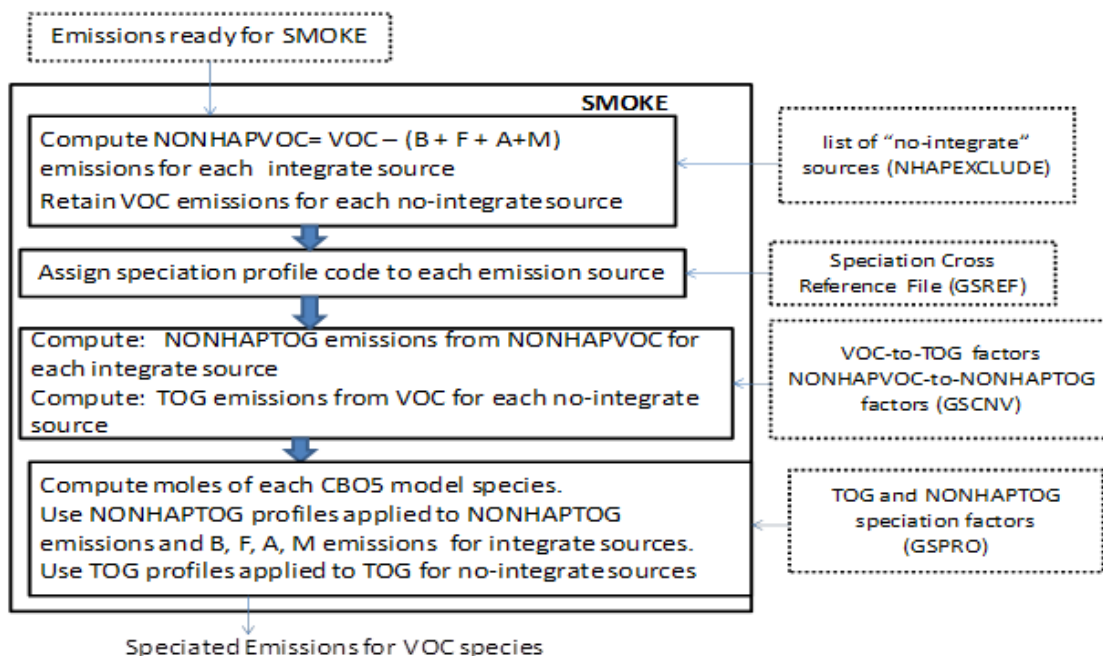 Emissions ready for SMOKE
SMOKE
Compute NONHAPVOC= VOC – (B + F + A+M)
emissions for each integrate source
Retain VOC emissions for each no-integrate source
list of “no-integrate”
sources (NHAPEXCLUDE)
Assign speciation profile code to each emission source
Speciation Cross
Reference File (GSREF)
Compute: NONHAPTOG emissions from NONHAPVOC for
each integrate source
Compute: TOG emissions from VOC for each no-integrate
source
VOC-to-TOG factors
NONHAPVOC-to-NONHAPTOG
factors (GSCNV)
Compute moles of each CBO5 model species.
Use NONHAPTOG profiles applied to NONHAPTOG
emissions and B, F, A, M emissions for integrate sources.
Use TOG profiles applied to TOG for no-integrate sources
TOG and NONHAPTOG
speciation factors
(GSPRO)
Speciated Emissions for VOC species